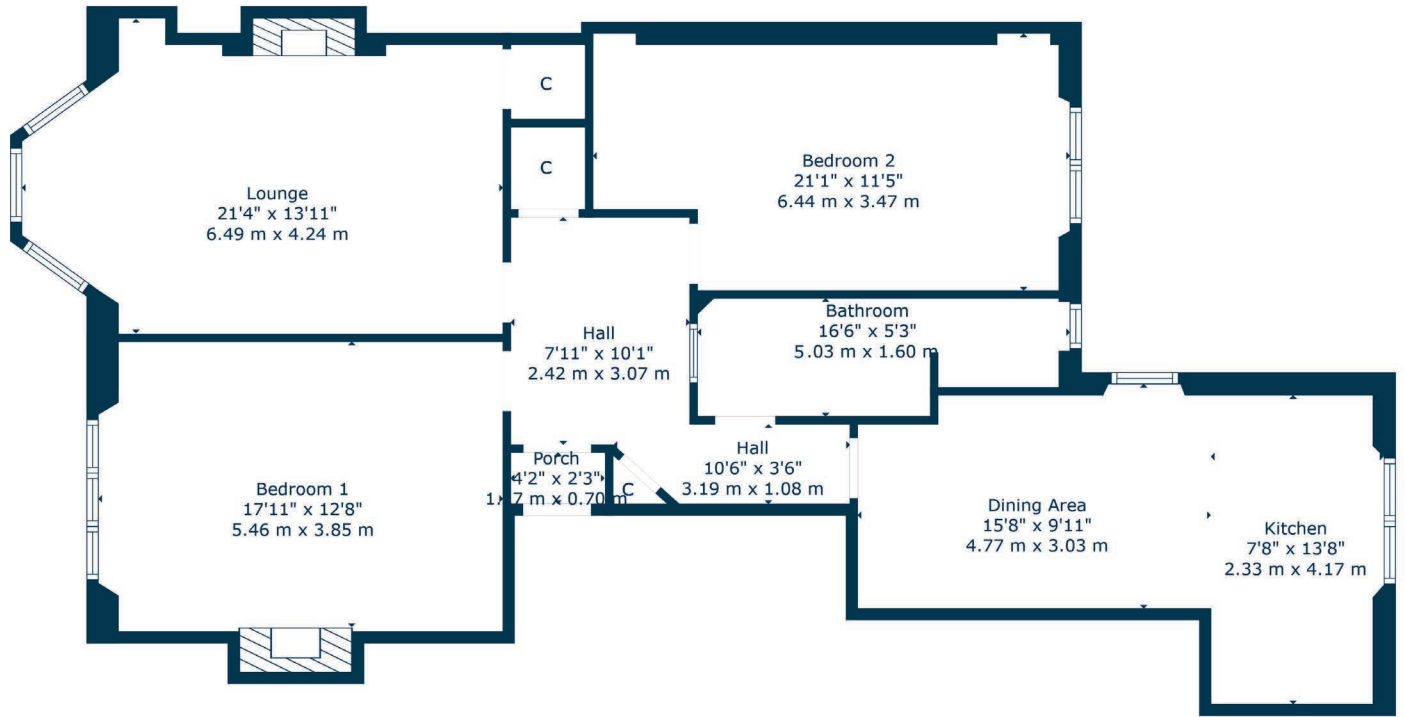 C
C
Lounge
21'4" x 13'11"
6.49 m x 4.24 m
Bedroom 2
21'1" x 11'5"
6.44 m x 3.47 m
Hall
7'11" x 10'1"
2.42 m x 3.07 m
Bathroom
16'6" x 5'3"
5.03 m x 1.60 m
Bedroom 1
17'11" x 12'8"
5.46 m x 3.85 m
Porch
4'2" x 2'3"
m x 0.70 m
C
Hall
10'6" x 3'6"
3.19 m x 1.08 m
Dining Area
15'8" x 9'11"
4.77 m x 3.03 m
Kitchen
7'8" x 13'8"
2.33 m x 4.17 m